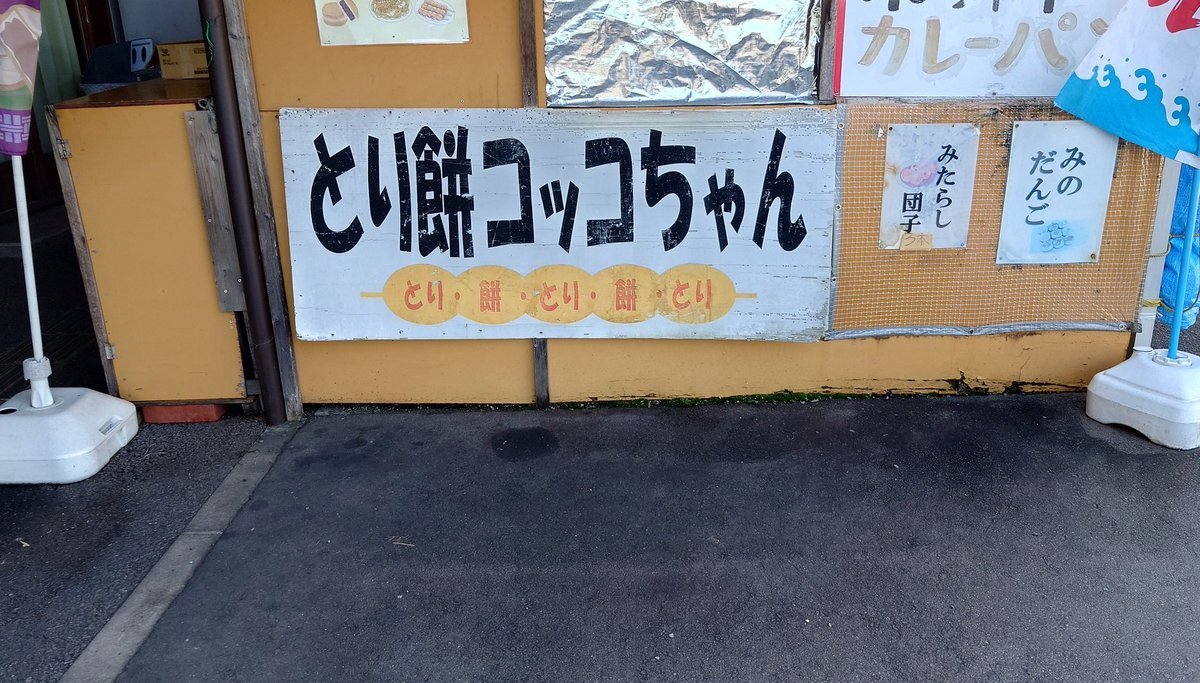 カレーパン
とり餅コッコちゃん
とり・餅・とり・餅・とり
みたらし
団子
みの
だんご